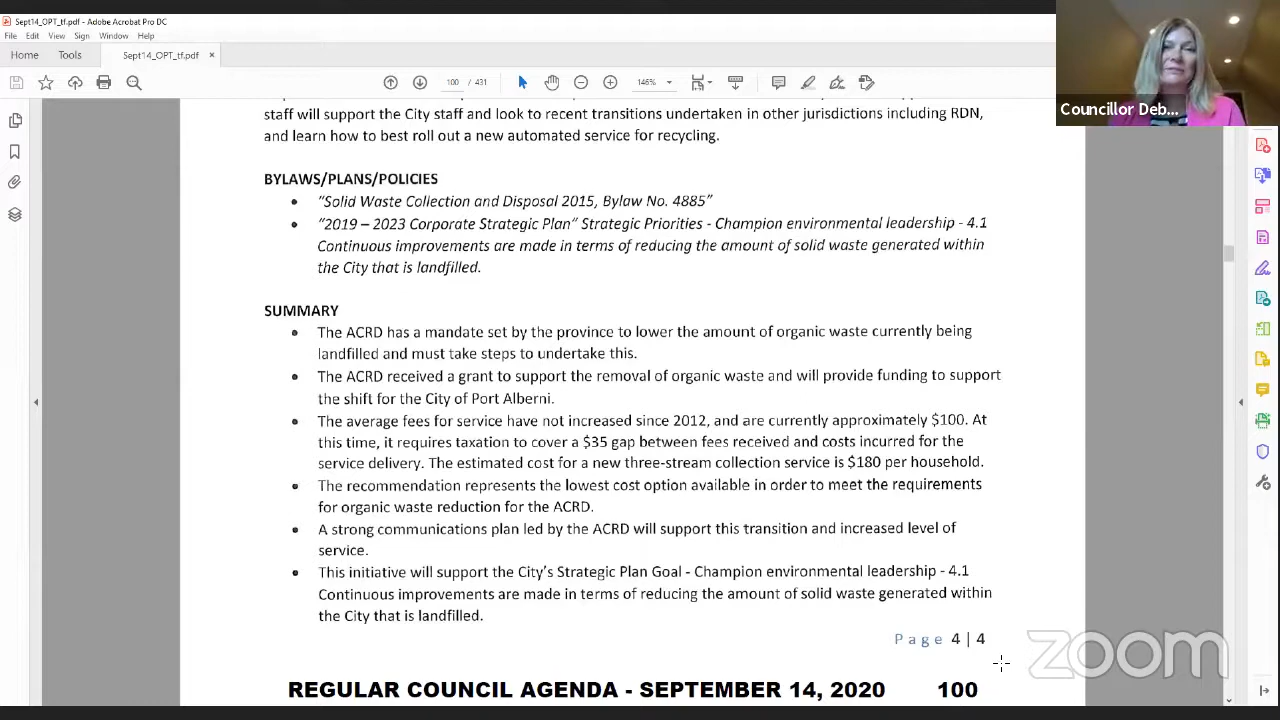 Sept14_OPT_tf.pdf - Adobe Acrobat Pro DC
File Edit View Sign Window Help
Home Tools Sept14_OPT_tf.pdf ×
100 / 431 146%
Councillor Deb...
staff will support the City staff and look to recent transitions undertaken in other jurisdictions including RDN,
and learn how to best roll out a new automated service for recycling.
BYLAWS/PLANS/POLICIES
• “Solid Waste Collection and Disposal 2015, Bylaw No. 4885”
• “2019 – 2023 Corporate Strategic Plan” Strategic Priorities - Champion environmental leadership - 4.1
Continuous improvements are made in terms of reducing the amount of solid waste generated within
the City that is landfilled.
SUMMARY
• The ACRD has a mandate set by the province to lower the amount of organic waste currently being
landfilled and must take steps to undertake this.
• The ACRD received a grant to support the removal of organic waste and will provide funding to support
the shift for the City of Port Alberni.
• The average fees for service have not increased since 2012, and are currently approximately $100. At
this time, it requires taxation to cover a $35 gap between fees received and costs incurred for the
service delivery. The estimated cost for a new three-stream collection service is $180 per household.
• The recommendation represents the lowest cost option available in order to meet the requirements
for organic waste reduction for the ACRD.
• A strong communications plan led by the ACRD will support this transition and increased level of
service.
• This initiative will support the City’s Strategic Plan Goal - Champion environmental leadership - 4.1
Continuous improvements are made in terms of reducing the amount of solid waste generated within
the City that is landfilled.
Page 4 | 4
zoom
REGULAR COUNCIL AGENDA - SEPTEMBER 14, 2020 100